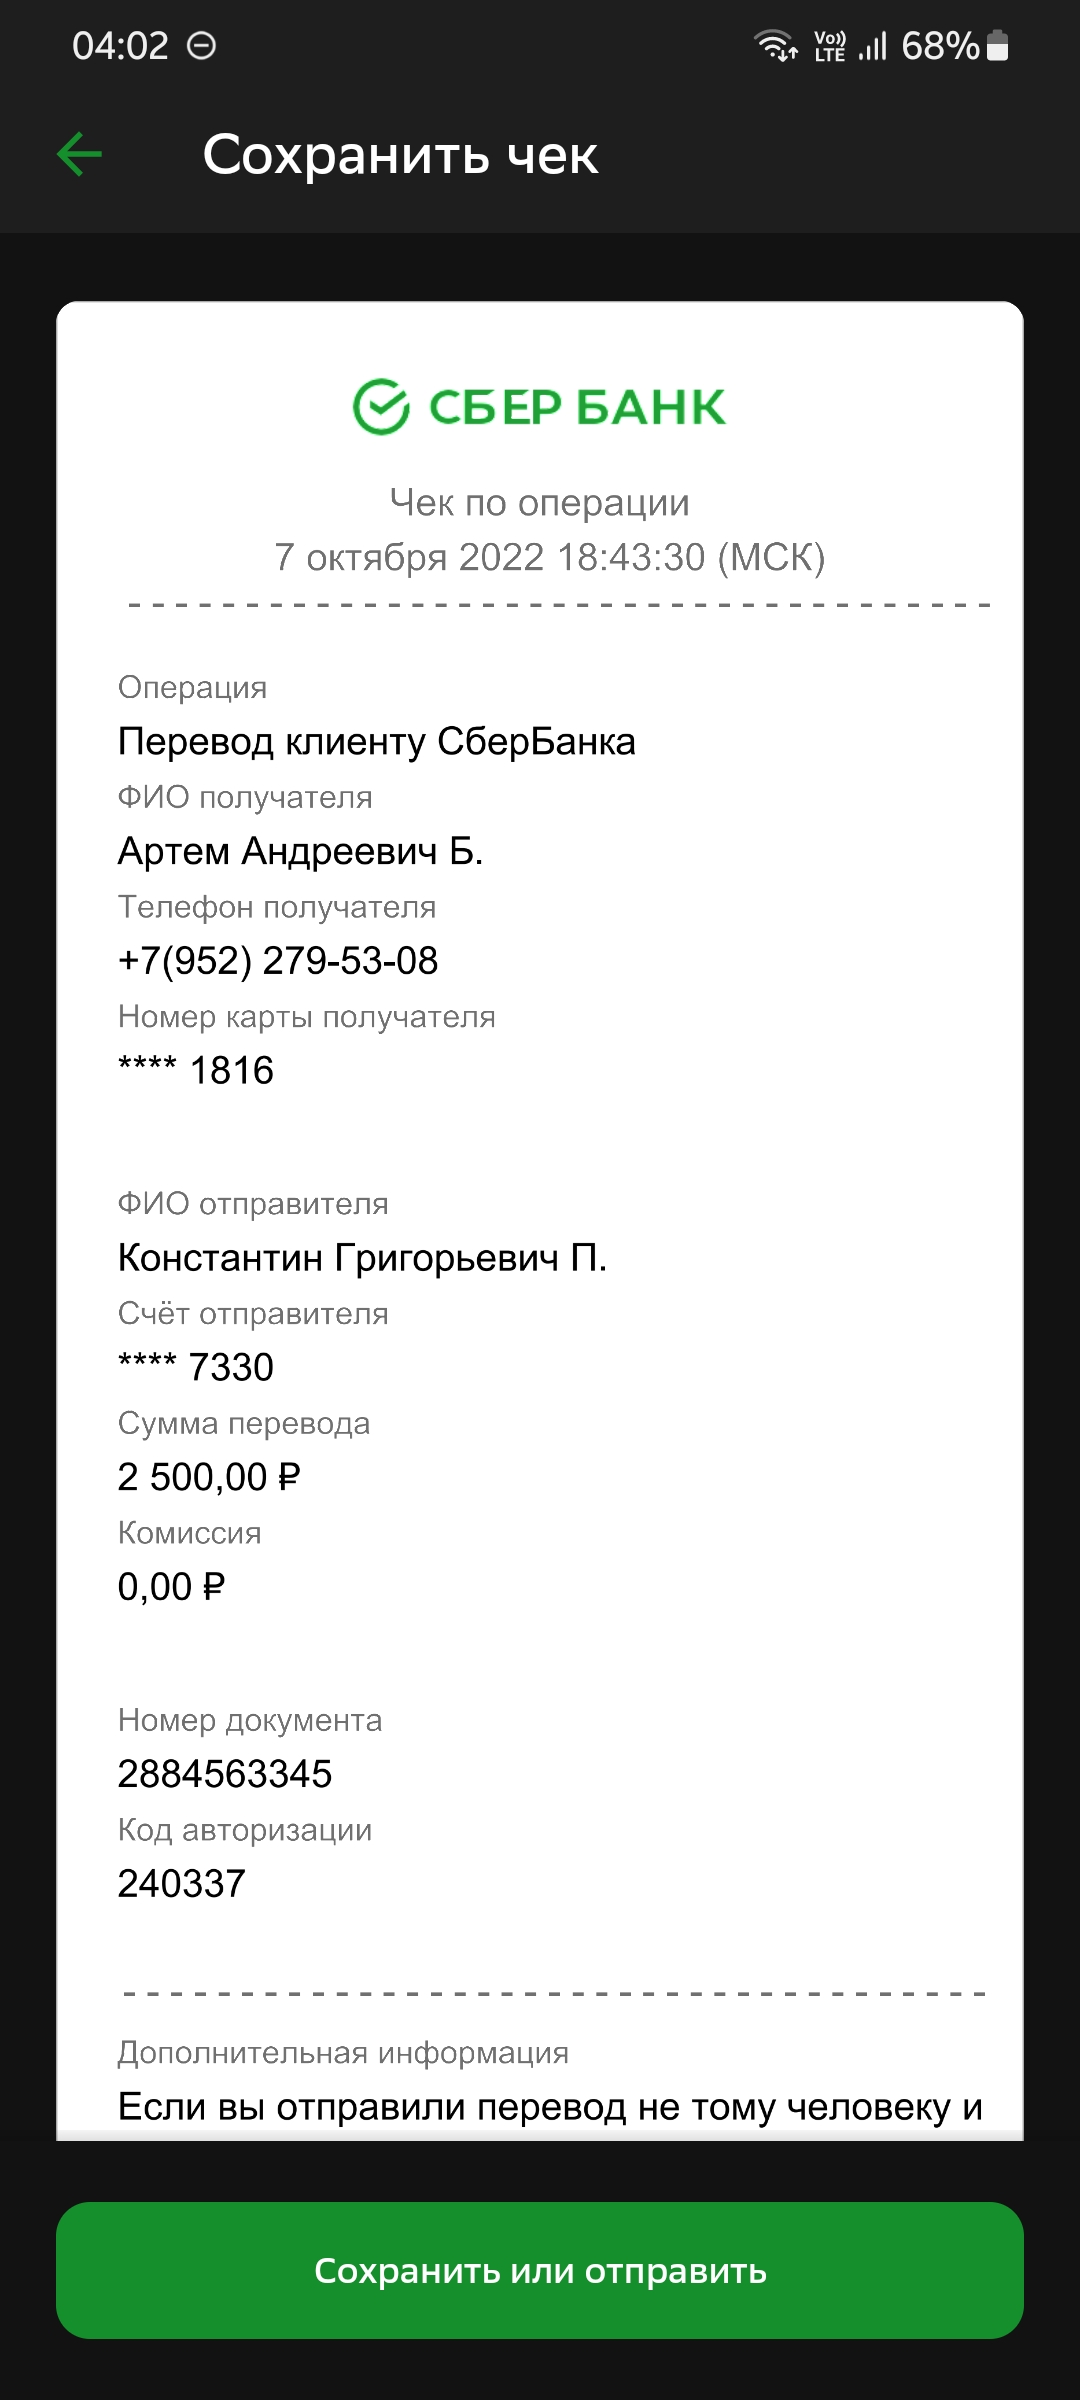 04:02
Vo)) LTE 68%
Сохранить чек
СБЕР БАНК
Чек по операции
7 октября 2022 18:43:30 (МСК)
Операция
Перевод клиенту СберБанка
ФИО получателя
Артем Андреевич Б.
Телефон получателя
+7(952) 279-53-08
Номер карты получателя
**** 1816
ФИО отправителя
Константин Григорьевич П.
Счёт отправителя
**** 7330
Сумма перевода
2 500,00 ₽
Комиссия
0,00 ₽
Номер документа
2884563345
Код авторизации
240337
Дополнительная информация
Если вы отправили перевод не тому человеку и
Сохранить или отправить